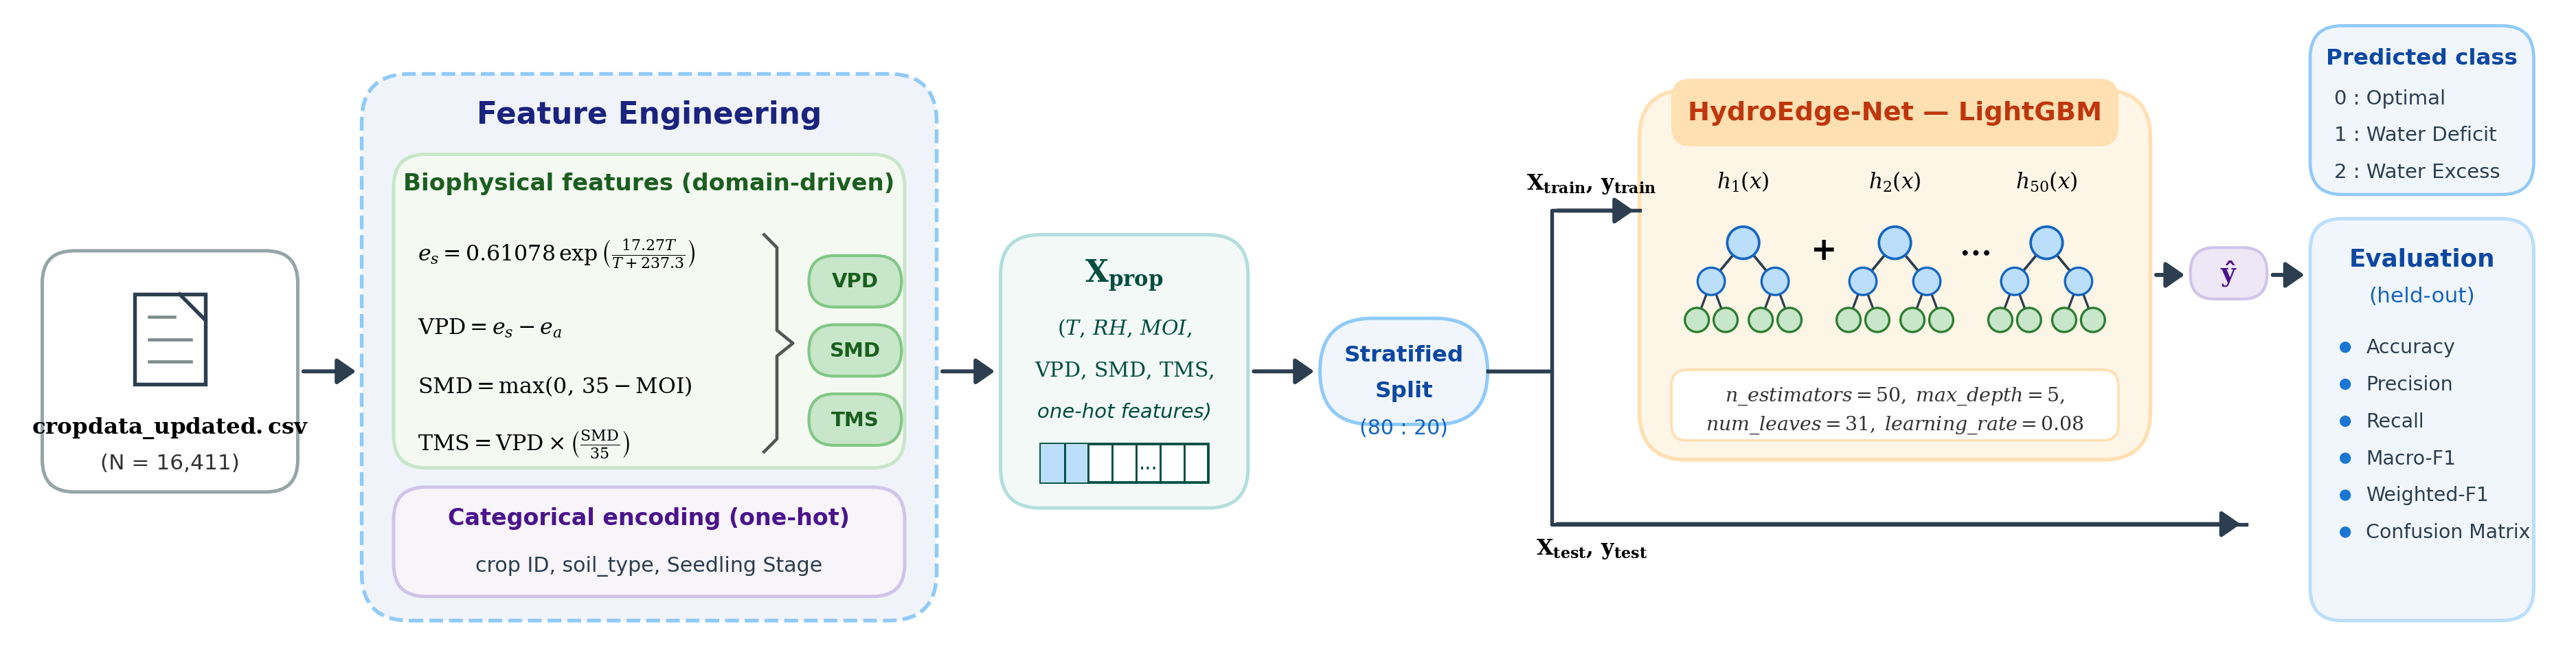 cropdata_updated.csv
(N = 16,411)
Feature Engineering
Biophysical features (domain-driven)
e_s = 0.61078 exp (17.27T / T + 237.3)
VPD = e_s − e_a
SMD = max(0, 35 − MOI)
TMS = VPD × (SMD / 35)
VPD
SMD
TMS
Categorical encoding (one-hot)
crop ID, soil_type, Seedling Stage
X_prop
(T, RH, MOI,
VPD, SMD, TMS,
one-hot features)
...
Stratified
Split
(80 : 20)
X_train, y_train
X_test, y_test
HydroEdge-Net — LightGBM
h_1(x)
h_2(x)
h_50(x)
+
...
n_estimators = 50, max_depth = 5,
num_leaves = 31, learning_rate = 0.08
ŷ
Predicted class
0 : Optimal
1 : Water Deficit
2 : Water Excess
Evaluation
(held-out)
● Accuracy
● Precision
● Recall
● Macro-F1
● Weighted-F1
● Confusion Matrix